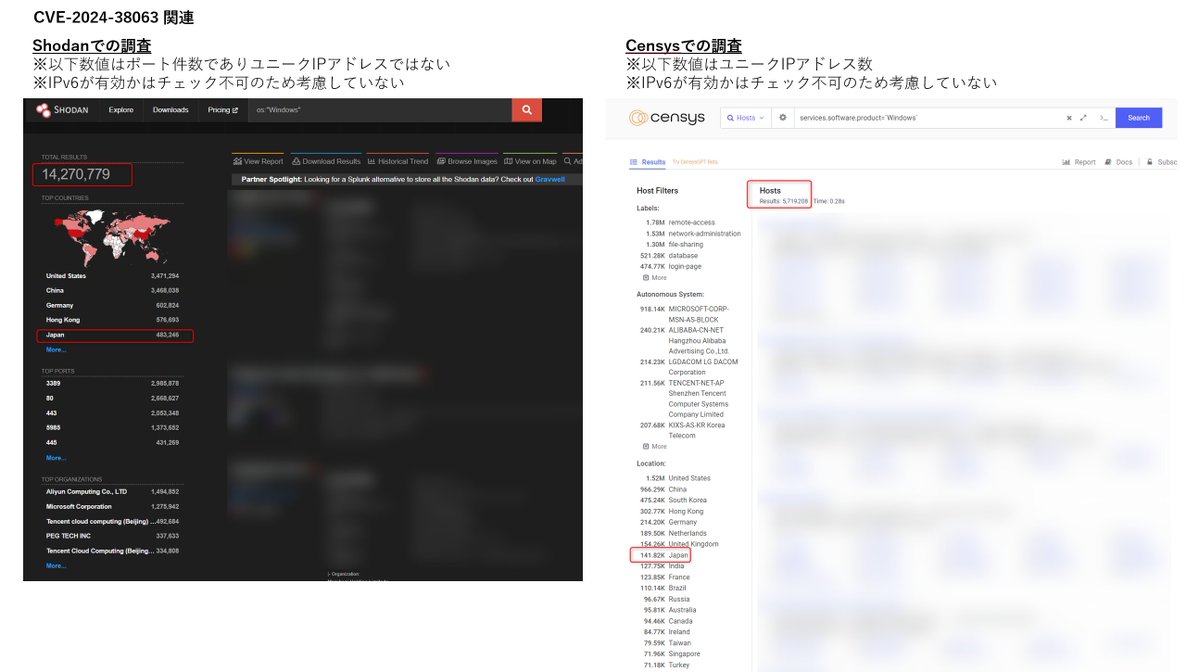 CVE-2024-38063 関連
Shodanでの調査
※以下数値はポート件数でありユニークIPアドレスではない
※IPv6が有効かはチェック不可のため考慮していない
SHODAN Explore Downloads Pricing os:"Windows"
TOTAL RESULTS
14,270,779
TOP COUNTRIES
United States 3,471,294
China 3,468,038
Germany 602,824
Hong Kong 576,693
Japan 483,246
More...
TOP PORTS
3389 2,985,878
80 2,668,627
443 2,053,348
5985 1,373,652
445 431,269
More...
TOP ORGANIZATIONS
Aliyun Computing Co., LTD 1,494,852
Microsoft Corporation 1,275,942
Tencent cloud computing (Beijing) ... 492,684
PEG TECH INC 337,633
Tencent Cloud Computing (Beijing... 334,808
More...
View Report Download Results Historical Trend Browse Images View on Map Ad
Partner Spotlight: Looking for a Splunk alternative to store all the Shodan data? Check out Gravwell
Organization:
Censysでの調査
※以下数値はユニークIPアドレス数
※IPv6が有効かはチェック不可のため考慮していない
censys Hosts services.software.product=`Windows` Search
Results Try CensysGPT Beta Report Docs Subsc
Host Filters
Labels:
1.78M remote-access
1.53M network-administration
1.30M file-sharing
521.28K database
474.77K login-page
More
Autonomous System:
918.14K MICROSOFT-CORP-
MSN-AS-BLOCK
240.21K ALIBABA-CN-NET
Hangzhou Alibaba
Advertising Co.,Ltd.
214.23K LGDACOM LG DACOM
Corporation
211.56K TENCENT-NET-AP
Shenzhen Tencent
Computer Systems
Company Limited
207.68K KIXS-AS-KR Korea
Telecom
More
Location:
1.52M United States
966.29K China
475.24K South Korea
302.77K Hong Kong
214.20K Germany
189.50K Netherlands
154.26K United Kingdom
141.82K Japan
127.75K India
123.85K France
110.14K Brazil
96.67K Russia
95.81K Australia
94.46K Canada
84.77K Ireland
79.59K Taiwan
71.96K Singapore
71.18K Turkey
Hosts
Results: 5,719,208 Time: 0.28s